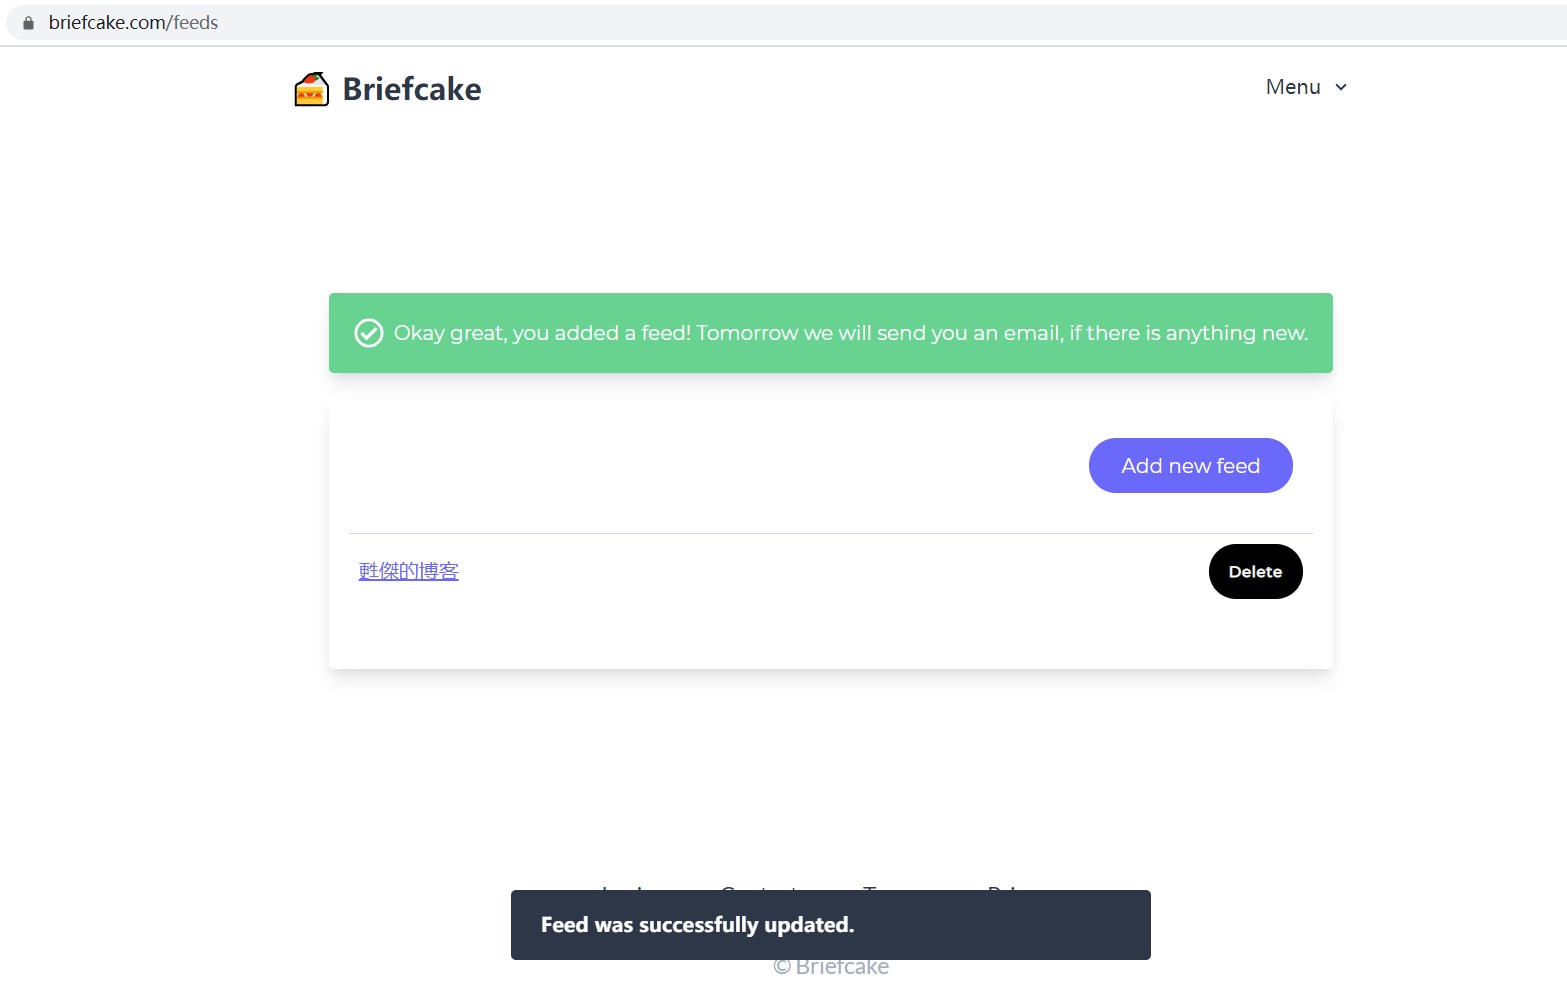 briefcake.com/feeds
Briefcake
Menu
Okay great, you added a feed! Tomorrow we will send you an email, if there is anything new.
Add new feed
甦傑的博客
Delete
Feed was successfully updated.
© Briefcake